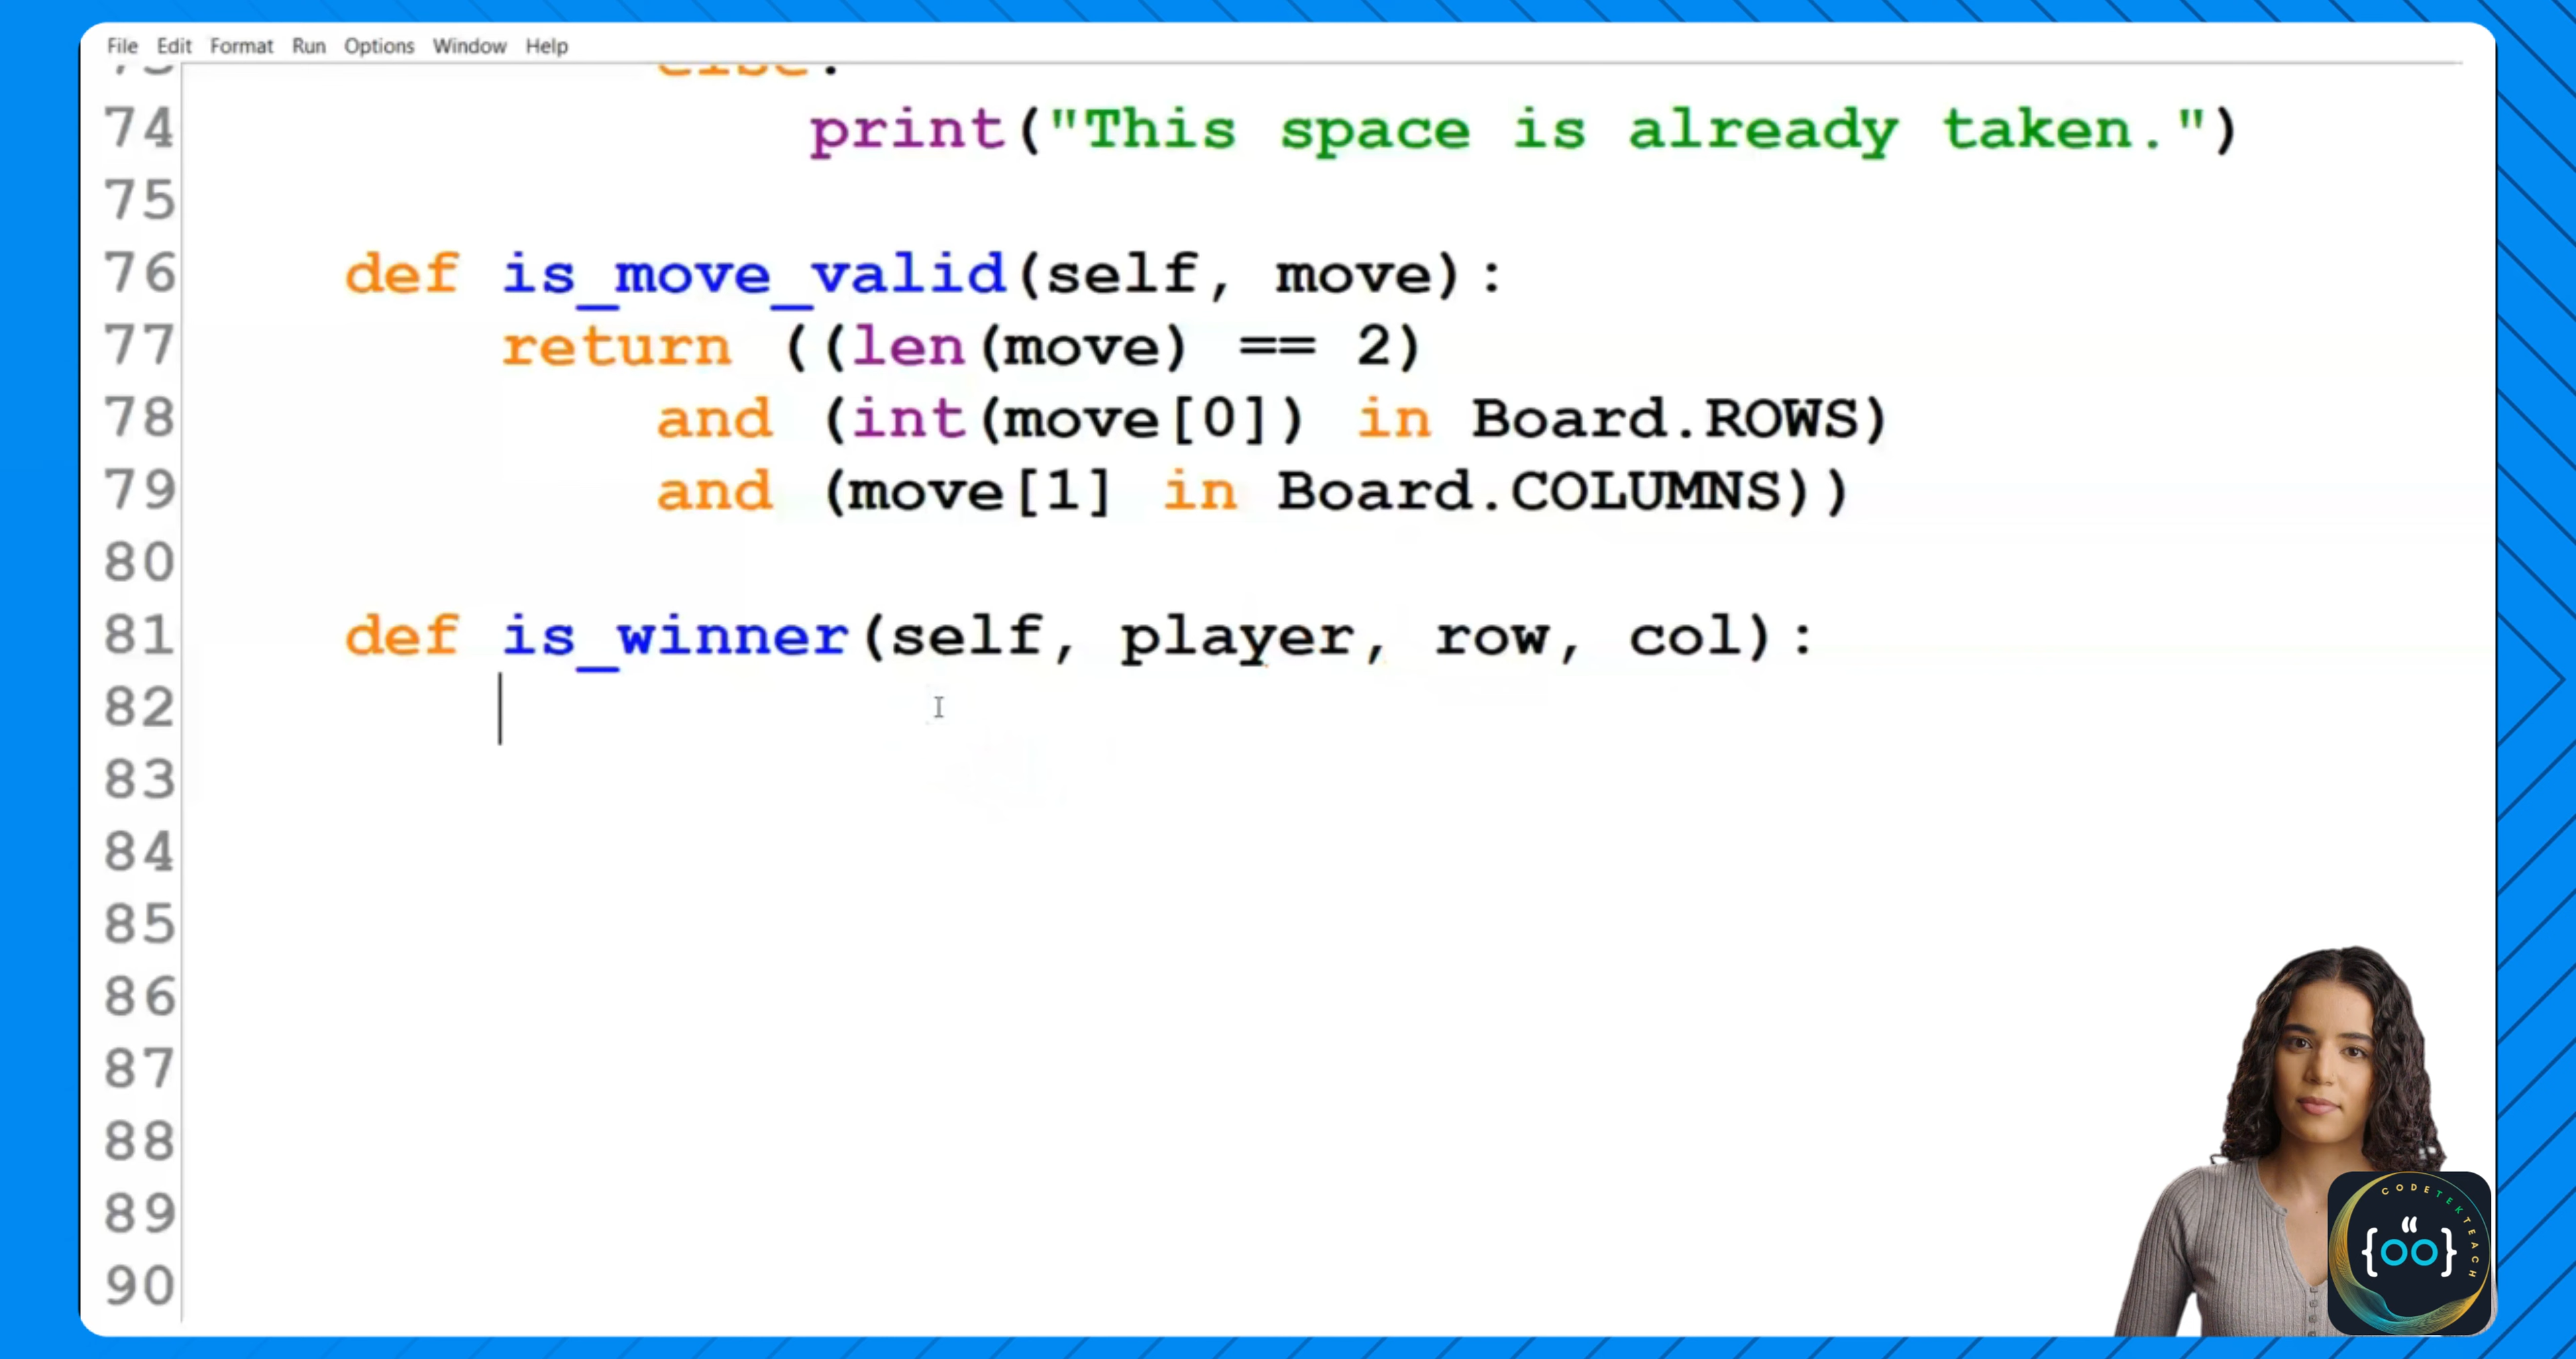 File Edit Format Run Options Window Help
else:
74 print("This space is already taken.")
75
76 def is_move_valid(self, move):
77 return ((len(move) == 2)
78 and (int(move[0]) in Board.ROWS)
79 and (move[1] in Board.COLUMNS))
80
81 def is_winner(self, player, row, col):
82
83
84
85
86
87
88
89
90
CODETEKTEACH
{oo}